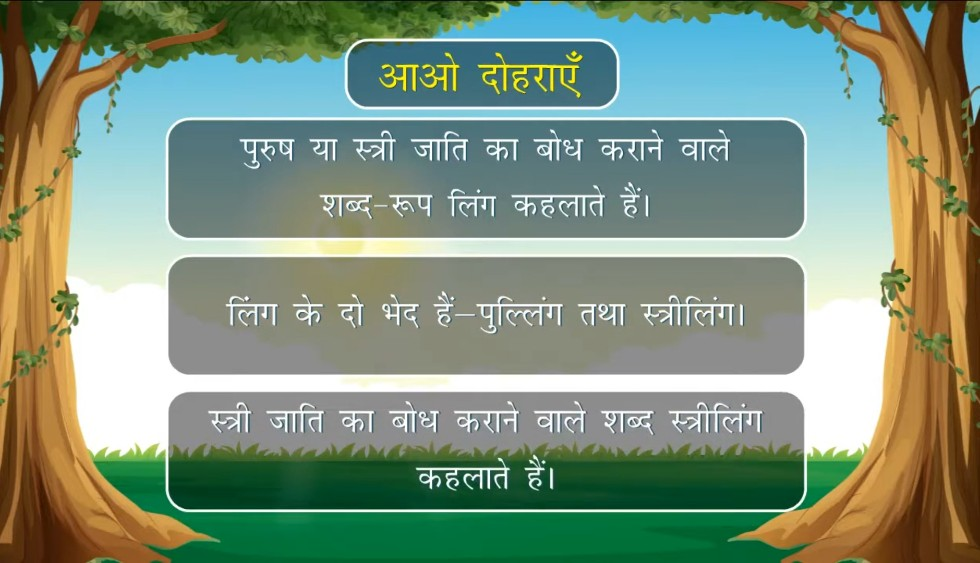 आओ दोहराएँ
पुरुष या स्त्री जाति का बोध कराने वाले
शब्द-रूप लिंग कहलाते हैं।
लिंग के दो भेद हैं–पुल्लिंग तथा स्त्रीलिंग।
स्त्री जाति का बोध कराने वाले शब्द स्त्रीलिंग
कहलाते हैं।